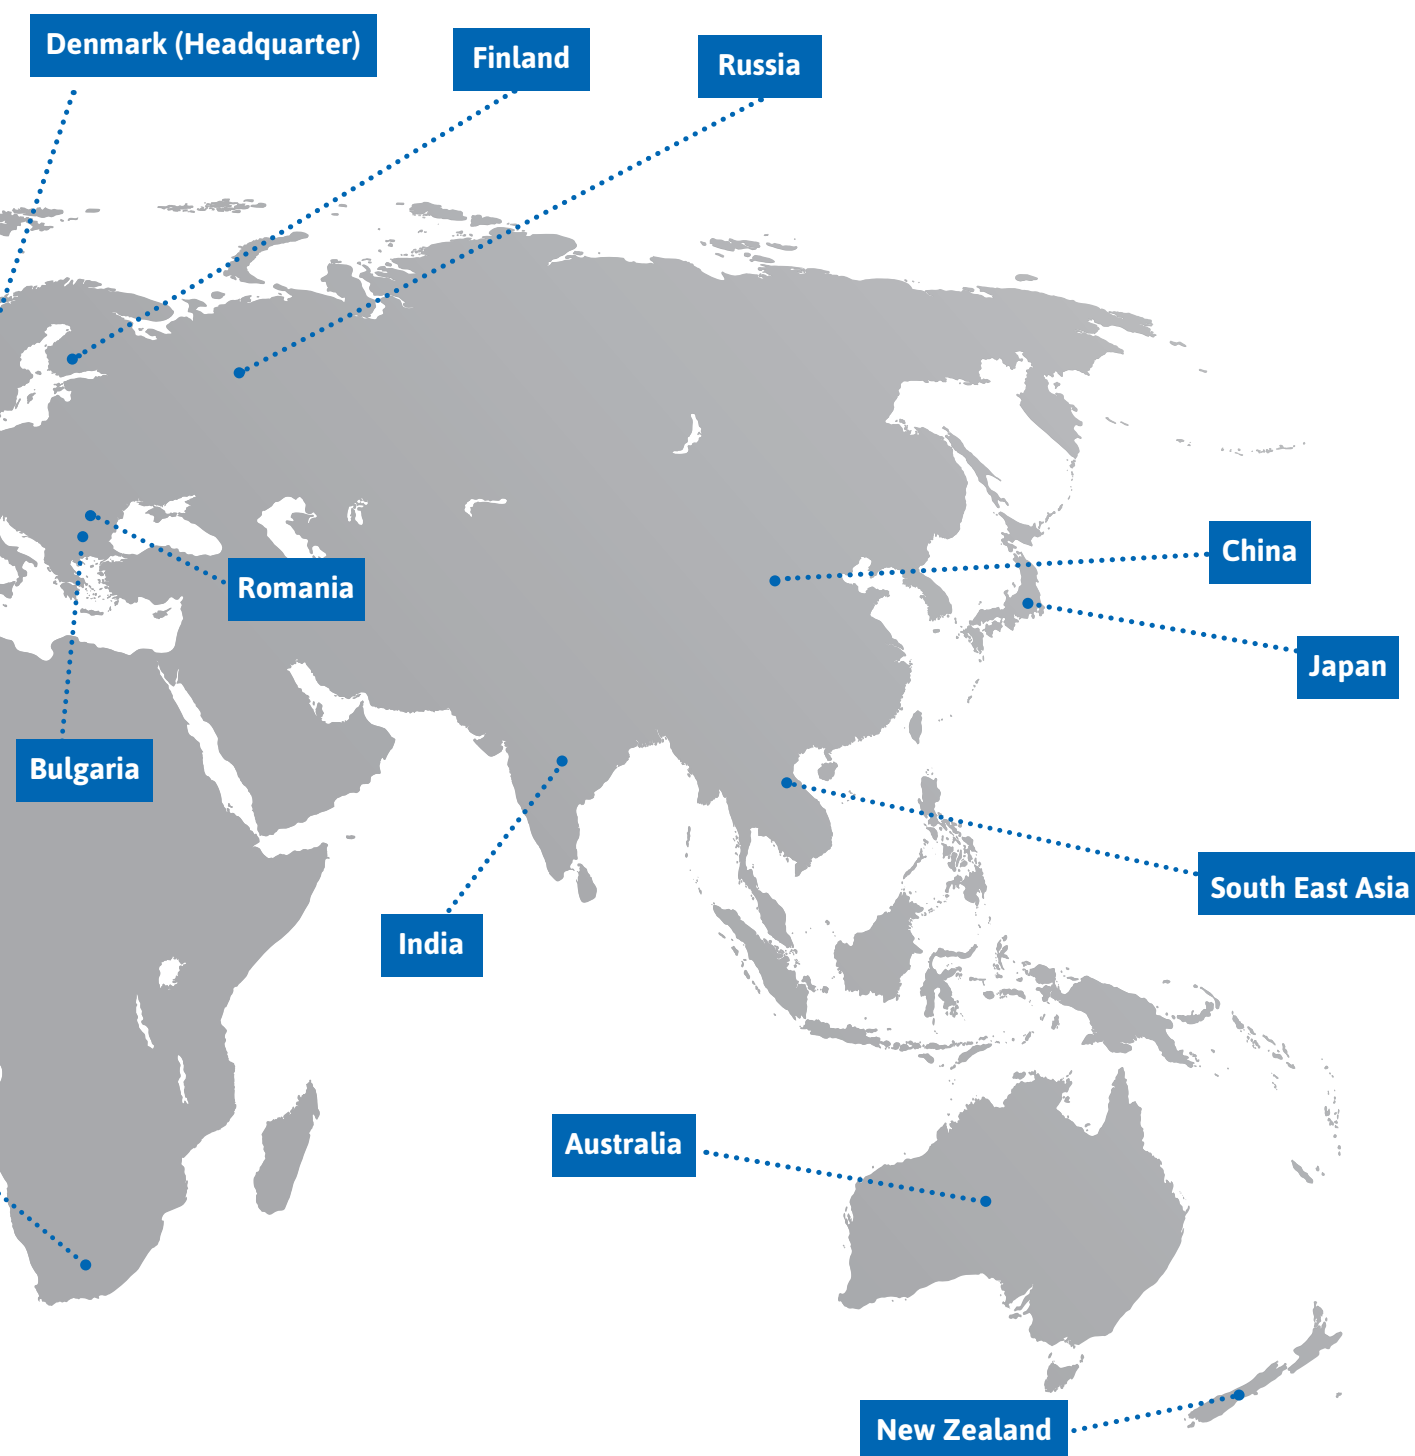 Denmark (Headquarter)
Finland
Russia
China
Romania
Japan
Bulgaria
South East Asia
India
Australia
New Zealand